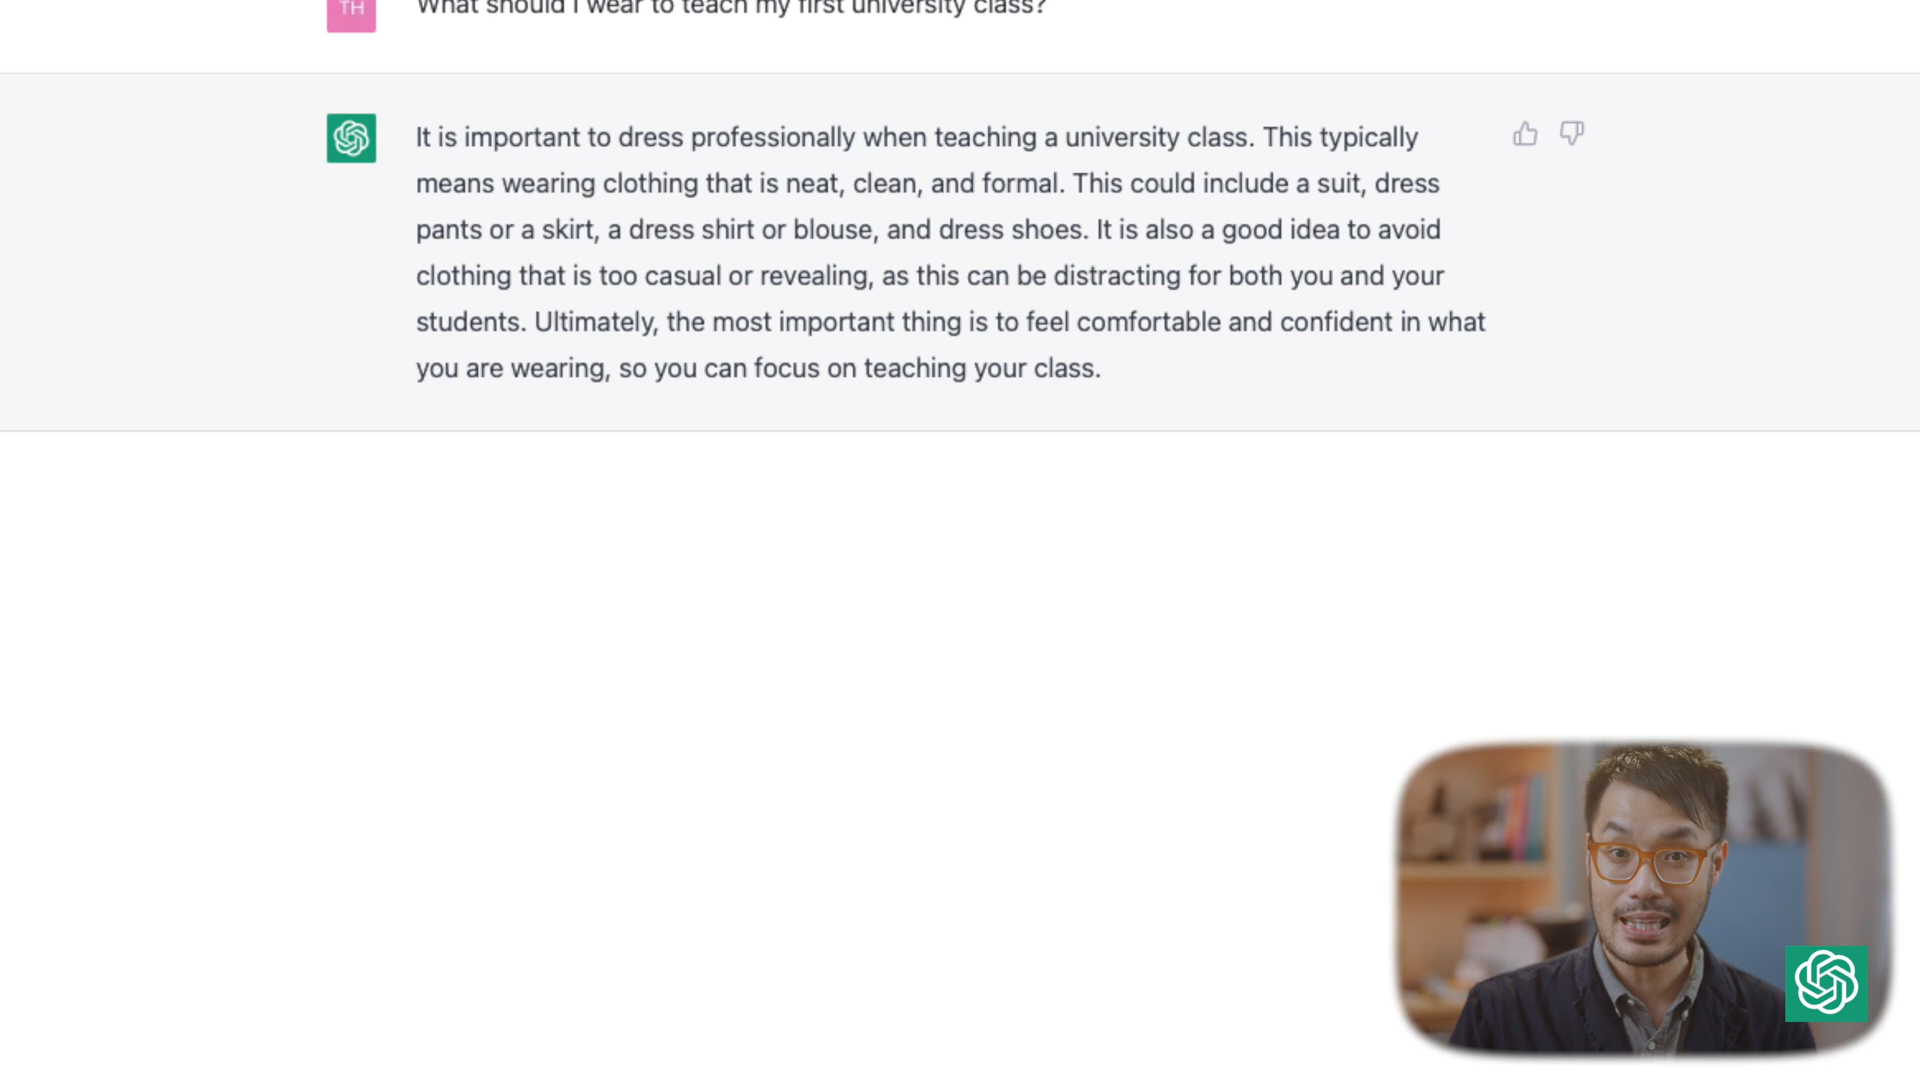 TH
What should I wear to teach my first university class?
It is important to dress professionally when teaching a university class. This typically
means wearing clothing that is neat, clean, and formal. This could include a suit, dress
pants or a skirt, a dress shirt or blouse, and dress shoes. It is also a good idea to avoid
clothing that is too casual or revealing, as this can be distracting for both you and your
students. Ultimately, the most important thing is to feel comfortable and confident in what
you are wearing, so you can focus on teaching your class.